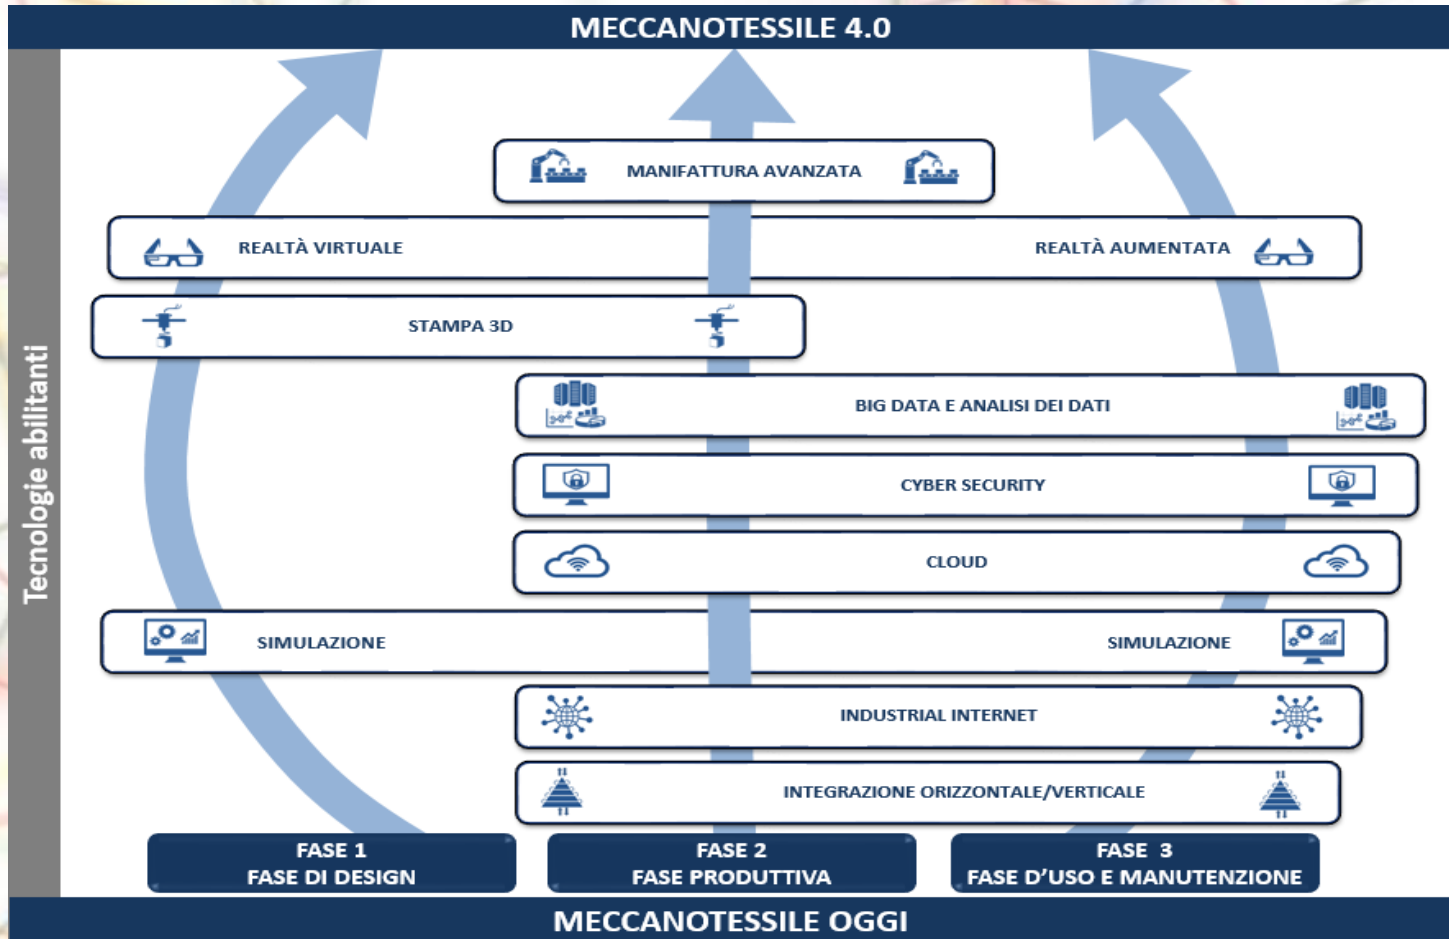 MECCANOTESSILE 4.0
Tecnologie abilitanti
MANIFATTURA AVANZATA
REALTÀ VIRTUALE
REALTÀ AUMENTATA
STAMPA 3D
BIG DATA E ANALISI DEI DATI
CYBER SECURITY
CLOUD
SIMULAZIONE
SIMULAZIONE
INDUSTRIAL INTERNET
INTEGRAZIONE ORIZZONTALE/VERTICALE
FASE 1
FASE DI DESIGN
FASE 2
FASE PRODUTTIVA
FASE 3
FASE D’USO E MANUTENZIONE
MECCANOTESSILE OGGI